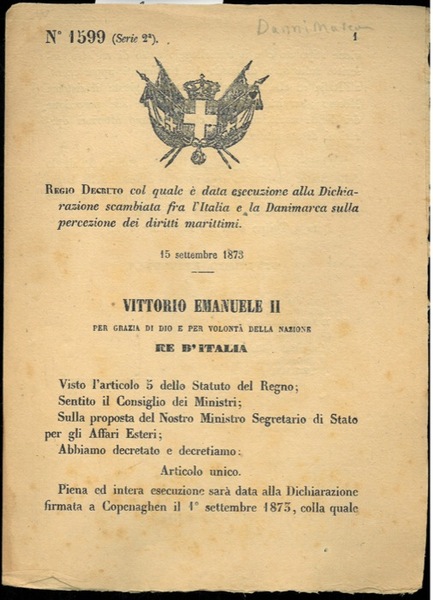 N° 1599 (Serie 2ª).
Danimarca
1
REGIO DECRETO col quale è data esecuzione alla Dichia-
razione scambiata fra l'Italia e la Danimarca sulla
percezione dei diritti marittimi.
15 settembre 1873
VITTORIO EMANUELE II
PER GRAZIA DI DIO E PER VOLONTÀ DELLA NAZIONE
RE D'ITALIA
Visto l'articolo 5 dello Statuto del Regno;
Sentito il Consiglio dei Ministri;
Sulla proposta del Nostro Ministro Segretario di Stato
per gli Affari Esteri;
Abbiamo decretato e decretiamo:
Articolo unico.
Piena ed intera esecuzione sarà data alla Dichiarazione
firmata a Copenaghen il 1° settembre 1873, colla quale